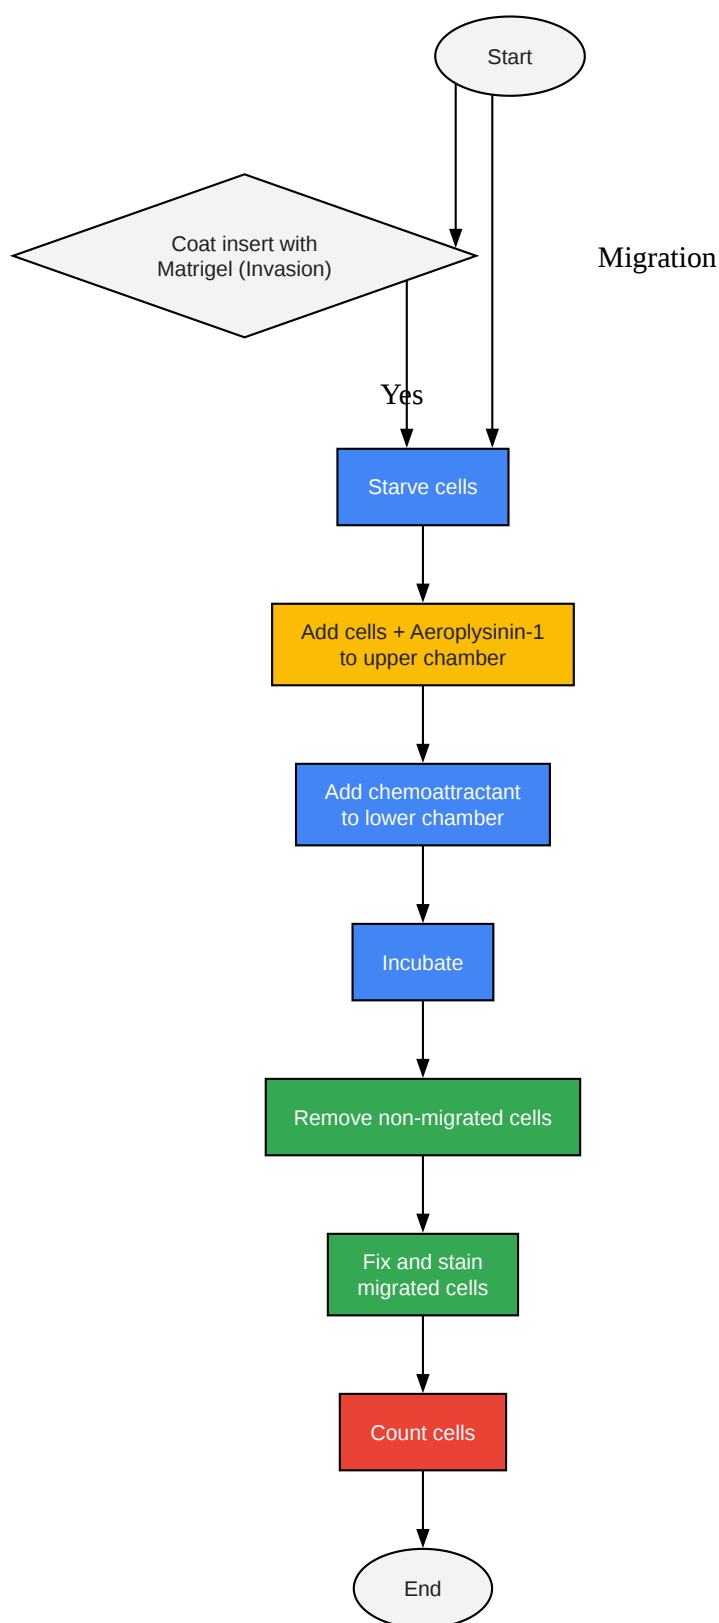 Start
Coat insert with
Matrigel (Invasion)
Migration
Yes
Starve cells
Add cells + Aeroplysinin-1
to upper chamber
Add chemoattractant
to lower chamber
Incubate
Remove non-migrated cells
Fix and stain
migrated cells
Count cells
End